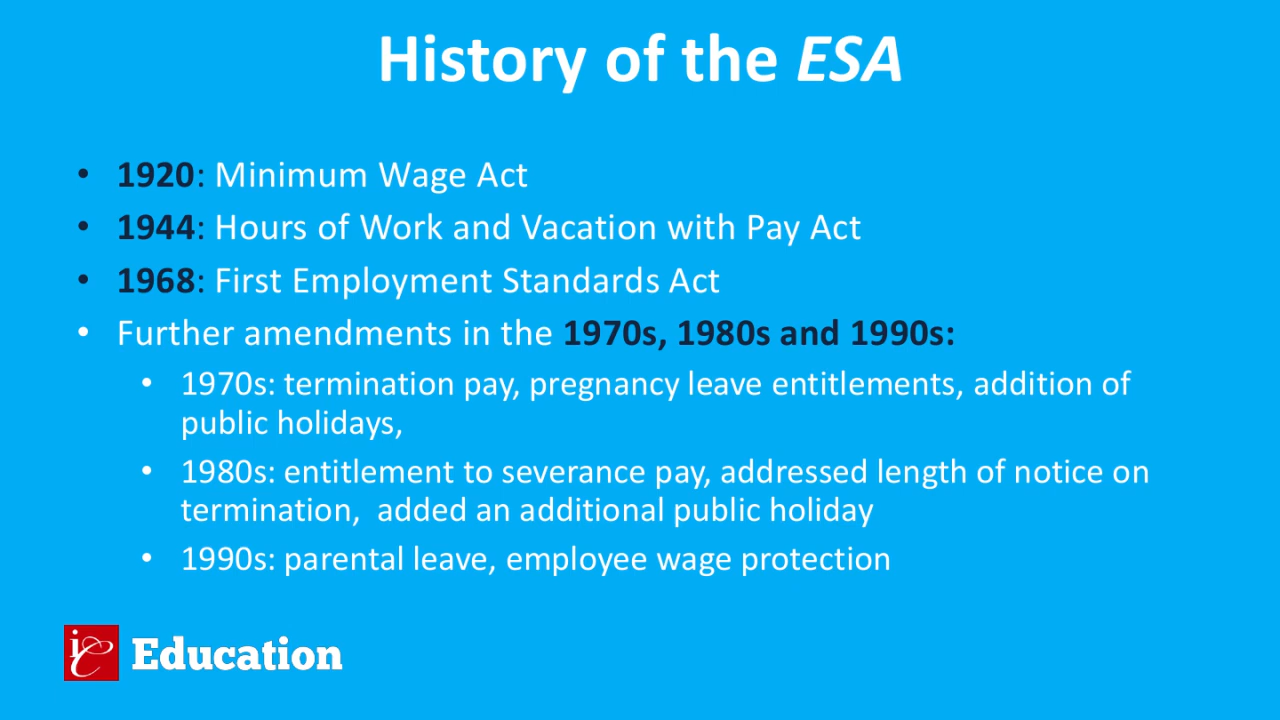 History of the ESA
• 1920: Minimum Wage Act
• 1944: Hours of Work and Vacation with Pay Act
• 1968: First Employment Standards Act
• Further amendments in the 1970s, 1980s and 1990s:
• 1970s: termination pay, pregnancy leave entitlements, addition of
public holidays,
• 1980s: entitlement to severance pay, addressed length of notice on
termination,  added an additional public holiday
• 1990s: parental leave, employee wage protection
ic Education